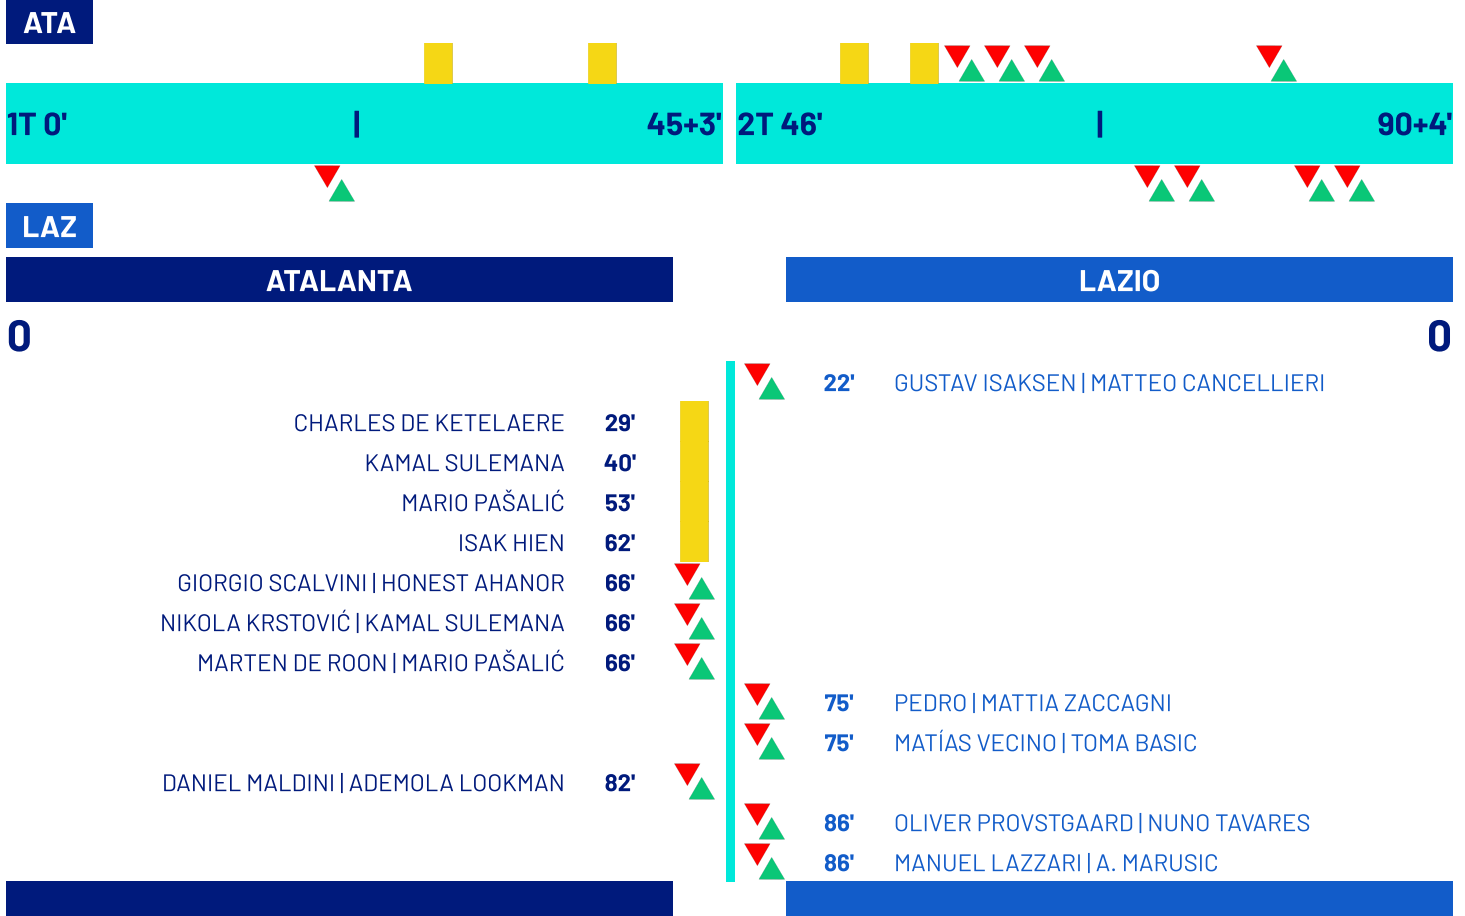 ATA
1T 0' | 45+3' 2T 46' | 90+4'
LAZ
ATALANTA LAZIO
0 0
22' GUSTAV ISAKSEN | MATTEO CANCELLIERI
CHARLES DE KETELAERE 29'
KAMAL SULEMANA 40'
MARIO PAŠALIĆ 53'
ISAK HIEN 62'
GIORGIO SCALVINI | HONEST AHANOR 66'
NIKOLA KRSTOVIĆ | KAMAL SULEMANA 66'
MARTEN DE ROON | MARIO PAŠALIĆ 66'
75' PEDRO | MATTIA ZACCAGNI
75' MATÍAS VECINO | TOMA BASIC
DANIEL MALDINI | ADEMOLA LOOKMAN 82'
86' OLIVER PROVSTGAARD | NUNO TAVARES
86' MANUEL LAZZARI | A. MARUSIC